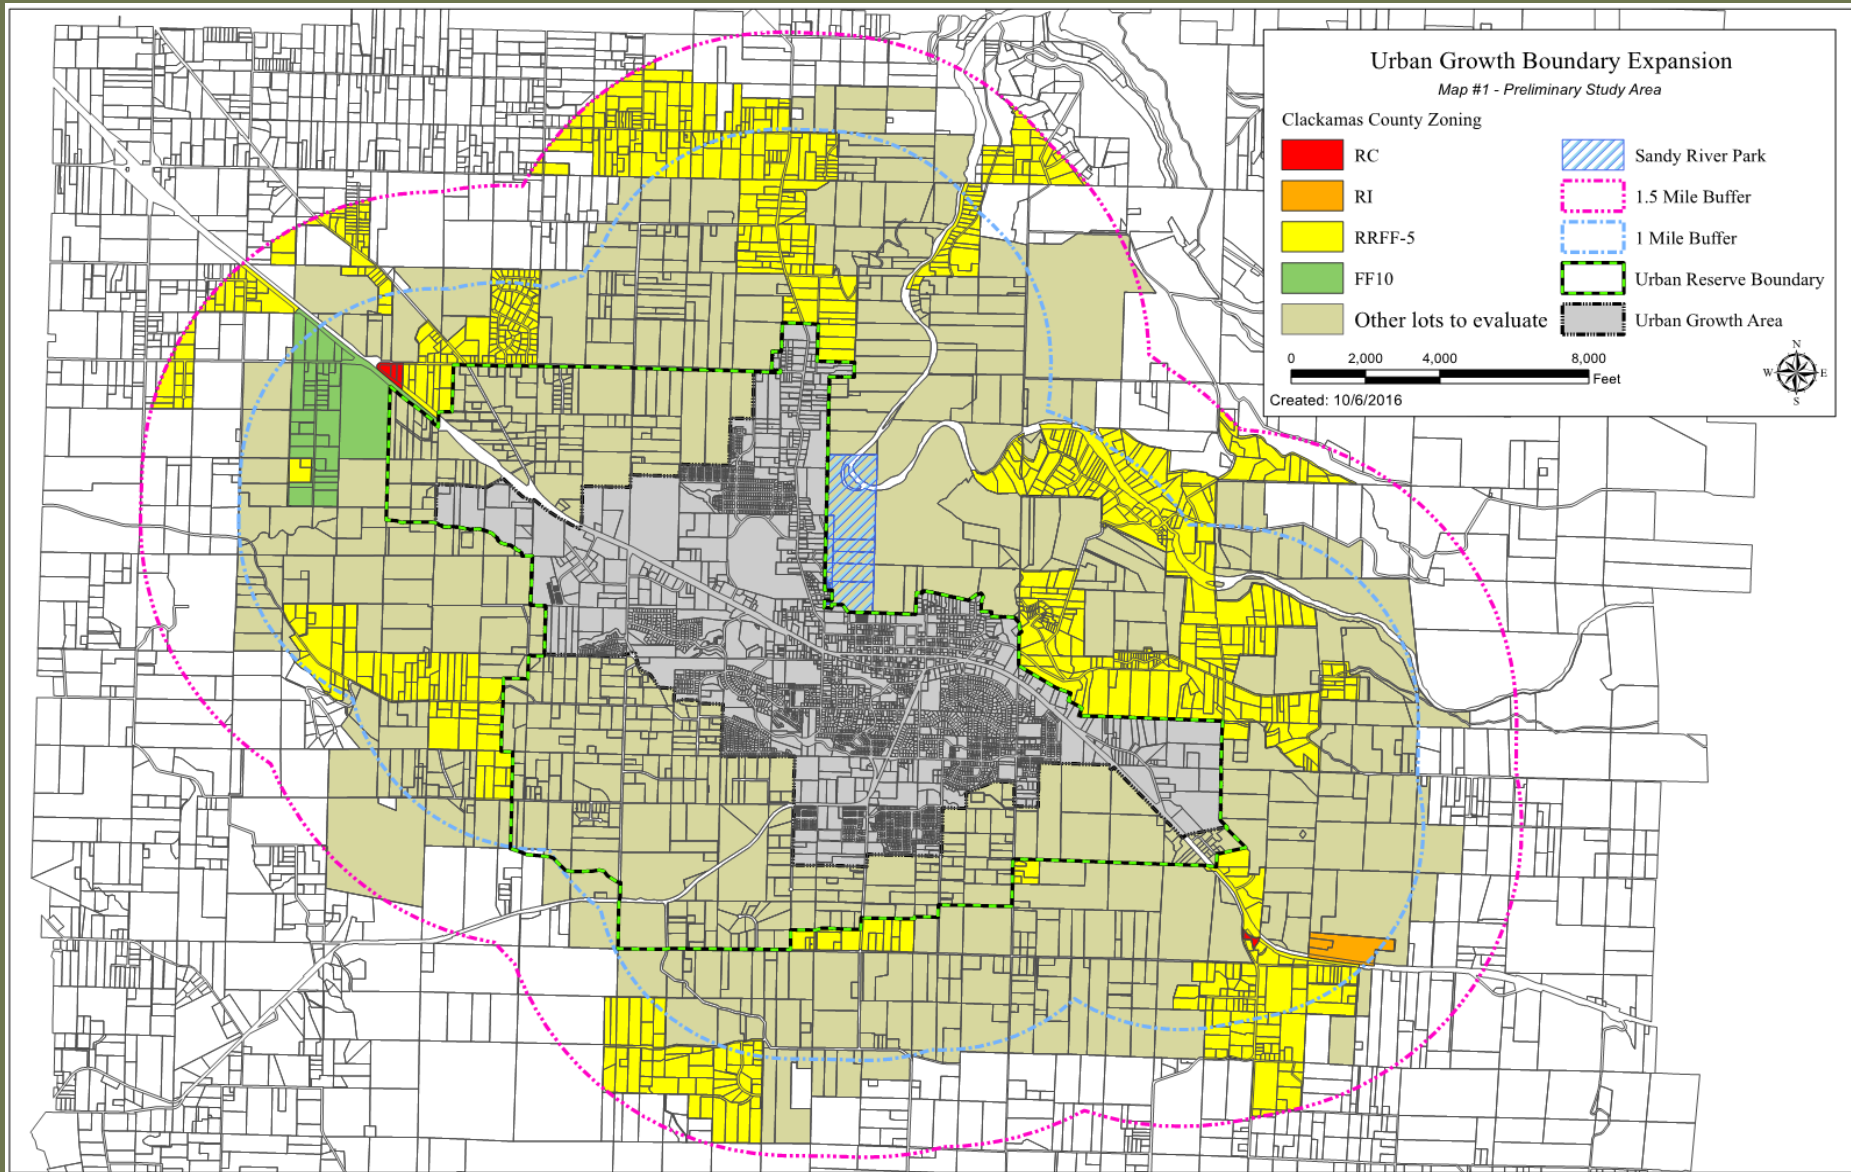 Urban Growth Boundary Expansion
Map #1 - Preliminary Study Area
Clackamas County Zoning
RC
RI
RRFF-5
FF10
Other lots to evaluate
Sandy River Park
1.5 Mile Buffer
1 Mile Buffer
Urban Reserve Boundary
Urban Growth Area
0 2,000 4,000 8,000
Feet
Created: 10/6/2016
N
W E
S